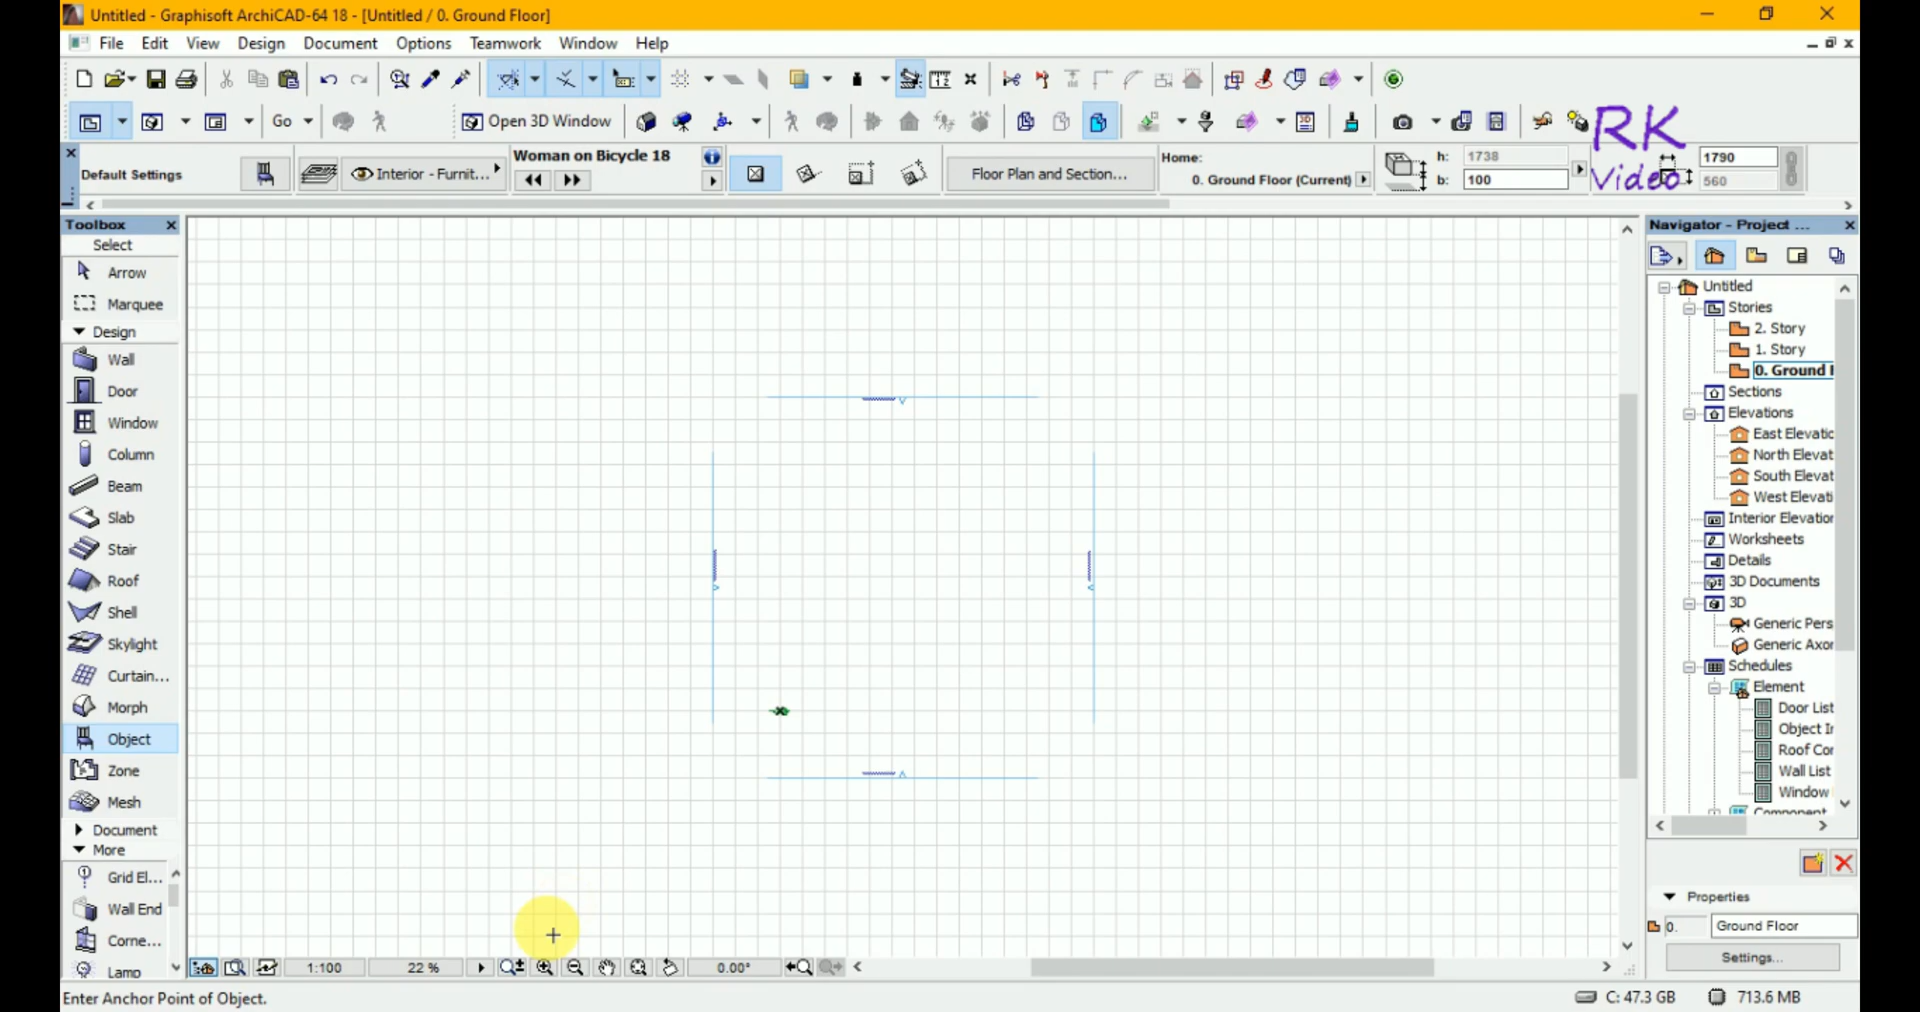 Untitled - Graphisoft ArchiCAD-64 18 - [Untitled / 0. Ground Floor]
File Edit View Design Document Options Teamwork Window Help
Go
Open 3D Window
RK
Video
Default Settings
Interior - Furnit...
Woman on Bicycle 18
Floor Plan and Section...
Home:
0. Ground Floor (Current)
h: 1738
b: 100
1790
560
Toolbox
Select
Arrow
Marquee
Design
Wall
Door
Window
Column
Beam
Slab
Stair
Roof
Shell
Skylight
Curtain...
Morph
Object
Zone
Mesh
Document
More
Grid El...
Wall End
Corne...
Lamp
Navigator - Project ...
Untitled
Stories
2. Story
1. Story
0. Ground F
Sections
Elevations
East Elevatic
North Elevat
South Elevat
West Elevati
Interior Elevation
Worksheets
Details
3D Documents
3D
Generic Pers
Generic Axor
Schedules
Element
Door List
Object Ir
Roof Cor
Wall List
Window
Component
Properties
0. Ground Floor
Settings...
1:100
22 %
0.00°
Enter Anchor Point of Object.
C: 47.3 GB
713.6 MB